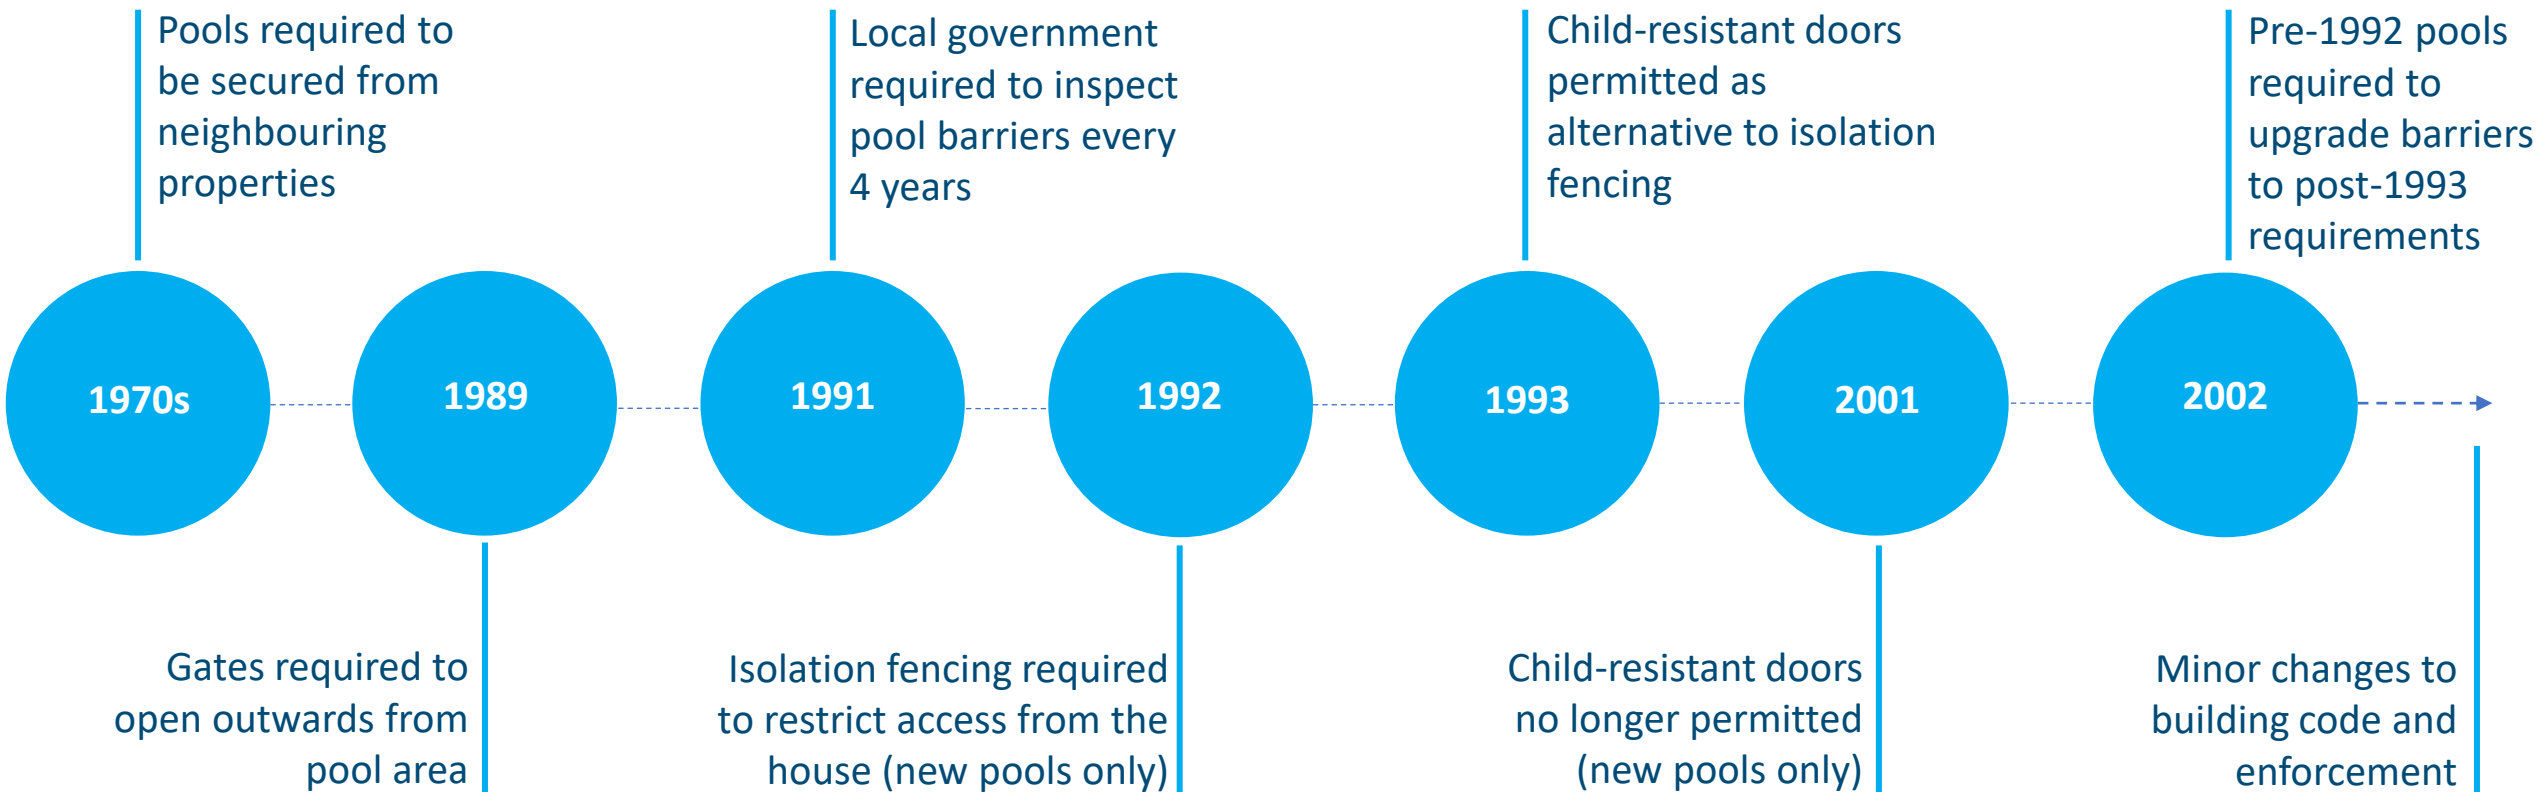 Pools required to
be secured from
neighbouring
properties
Local government
required to inspect
pool barriers every
4 years
Child-resistant doors
permitted as
alternative to isolation
fencing
Pre-1992 pools
required to
upgrade barriers
to post-1993
requirements
1970s
1989
1991
1992
1993
2001
2002
Gates required to
open outwards from
pool area
Isolation fencing required
to restrict access from the
house (new pools only)
Child-resistant doors
no longer permitted
(new pools only)
Minor changes to
building code and
enforcement